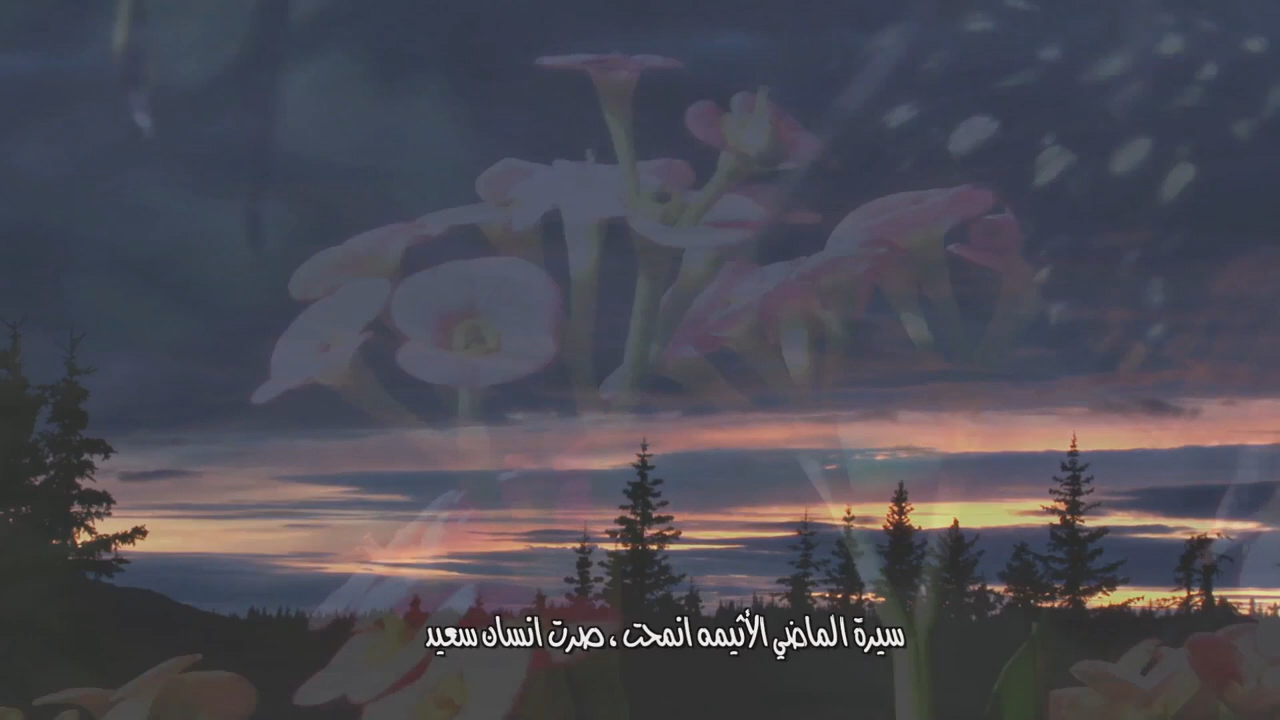 سيرة الماضي الأثيمه انمحت ، صرت انسان سعيد